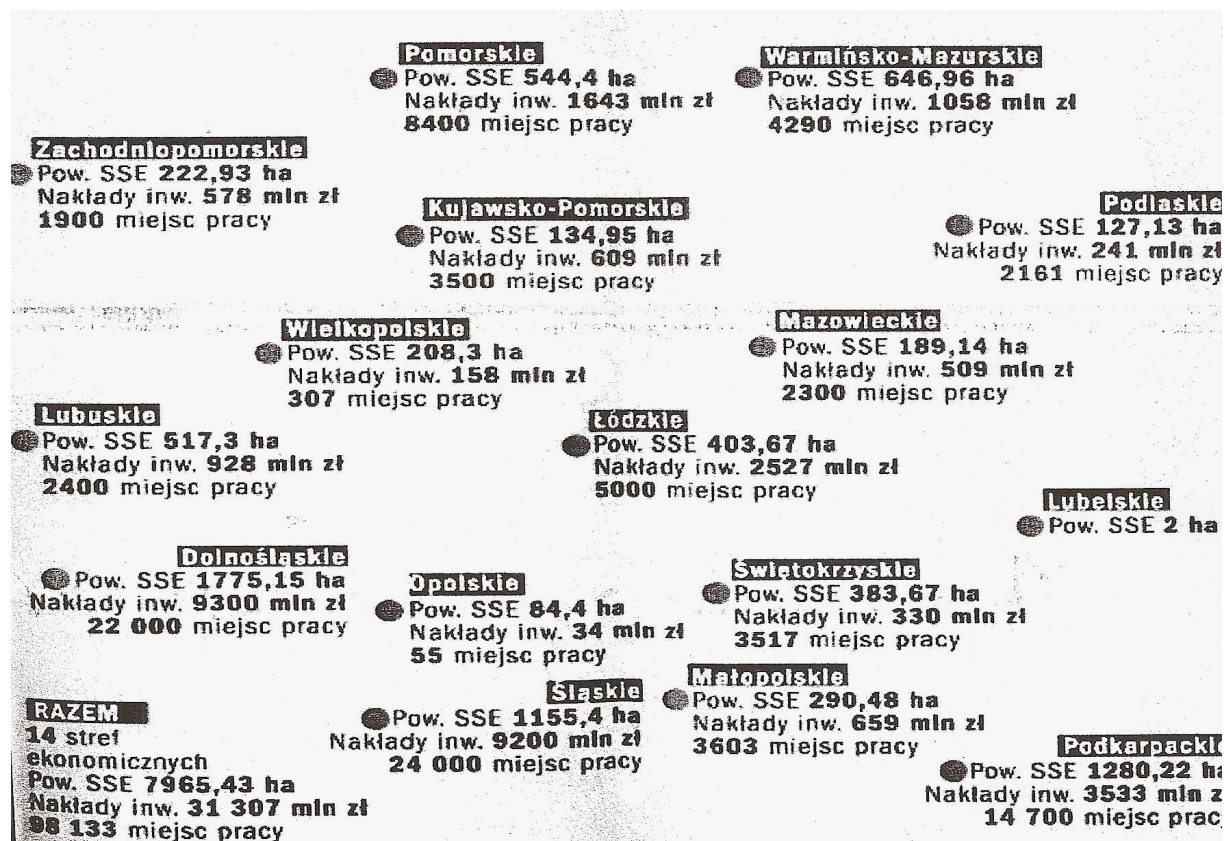 Pomorskie
Pow. SSE 544,4 ha
Nakłady inw. 1643 mln zł
8400 miejsc pracy
Warmińsko-Mazurskie
Pow. SSE 646,96 ha
Nakłady inw. 1058 mln zł
4290 miejsc pracy
Zachodniopomorskie
Pow. SSE 222,93 ha
Nakłady inw. 578 mln zł
1900 miejsc pracy
Kujawsko-Pomorskie
Pow. SSE 134,95 ha
Nakłady inw. 609 mln zł
3500 miejsc pracy
Podlaskie
Pow. SSE 127,13 ha
Nakłady inw. 241 mln zł
2161 miejsc pracy
Wielkopolskie
Pow. SSE 208,3 ha
Nakłady inw. 158 mln zł
307 miejsc pracy
Mazowieckie
Pow. SSE 189,14 ha
Nakłady inw. 509 mln zł
2300 miejsc pracy
Lubuskie
Pow. SSE 517,3 ha
Nakłady inw. 928 mln zł
2400 miejsc pracy
Łódzkie
Pow. SSE 403,67 ha
Nakłady inw. 2527 mln zł
5000 miejsc pracy
Lubelskie
Pow. SSE 2 ha
Dolnośląskie
Pow. SSE 1775,15 ha
Nakłady inw. 9300 mln zł
22 000 miejsc pracy
Opolskie
Pow. SSE 84,4 ha
Nakłady inw. 34 mln zł
55 miejsc pracy
Świętokrzyskie
Pow. SSE 383,67 ha
Nakłady inw. 330 mln zł
3517 miejsc pracy
Śląskie
Pow. SSE 1155,4 ha
Nakłady inw. 9200 mln zł
24 000 miejsc pracy
Małopolskie
Pow. SSE 290,48 ha
Nakłady inw. 659 mln zł
3603 miejsc pracy
Podkarpackie
Pow. SSE 1280,22 ha
Nakłady inw. 3533 mln z
14 700 miejsc prac
RAZEM
14 stref
ekonomicznych
Pow. SSE 7965,43 ha
Nakłady inw. 31 307 mln zł
98 133 miejsc pracy